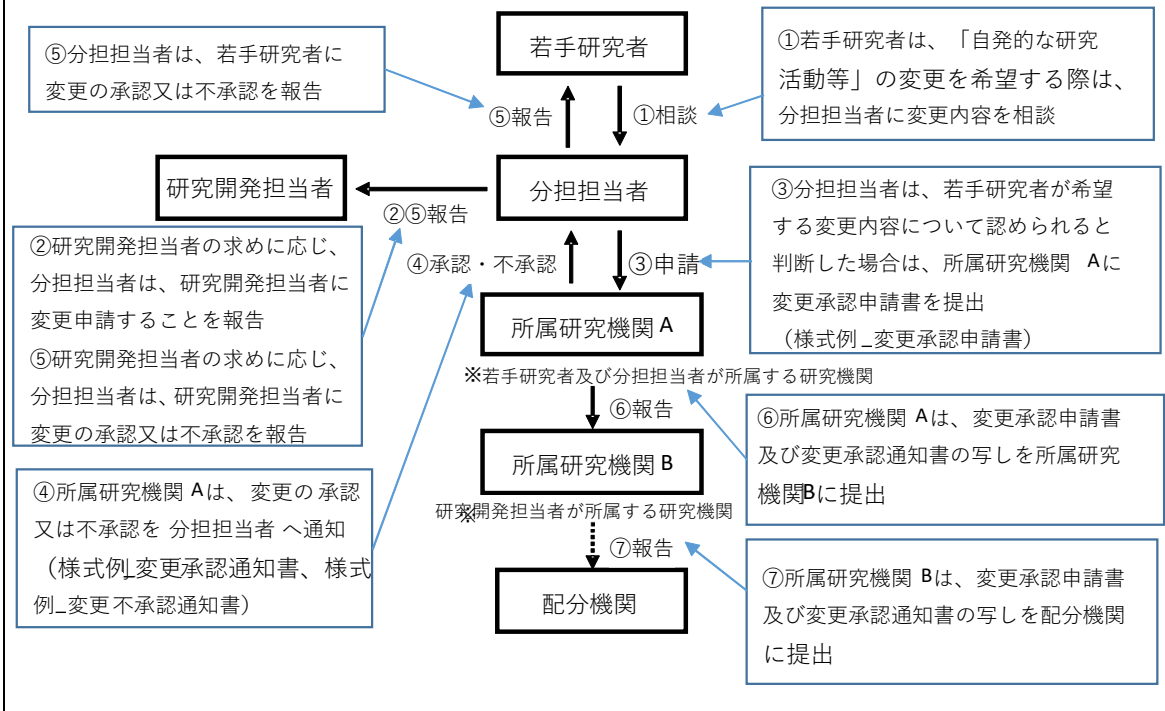 若手研究者
⑤分担担当者は、若手研究者に
変更の承認又は不承認を報告
①若手研究者は、「自発的な研究
活動等」の変更を希望する際は、
分担担当者に変更内容を相談
⑤報告
①相談
研究開発担当者
分担担当者
②⑤報告
③分担担当者は、若手研究者が希望
する変更内容について認められると
判断した場合は、所属研究機関 Aに
変更承認申請書を提出
（様式例_変更承認申請書）
②研究開発担当者の求めに応じ、
分担担当者は、研究開発担当者に
変更申請することを報告
⑤研究開発担当者の求めに応じ、
分担担当者は、研究開発担当者に
変更の承認又は不承認を報告
④承認・不承認
③申請
所属研究機関 A
※若手研究者及び分担担当者が所属する研究機関
⑥報告
⑥所属研究機関 Aは、変更承認申請書
及び変更承認通知書の写しを所属研究
機関Bに提出
所属研究機関 B
※研究開発担当者が所属する研究機関
④所属研究機関 Aは、変更の承認
又は不承認を 分担担当者 へ通知
（様式例_変更承認通知書、様式
例_変更不承認通知書）
⑦報告
⑦所属研究機関 Bは、変更承認申請書
及び変更承認通知書の写しを配分機関
に提出
配分機関